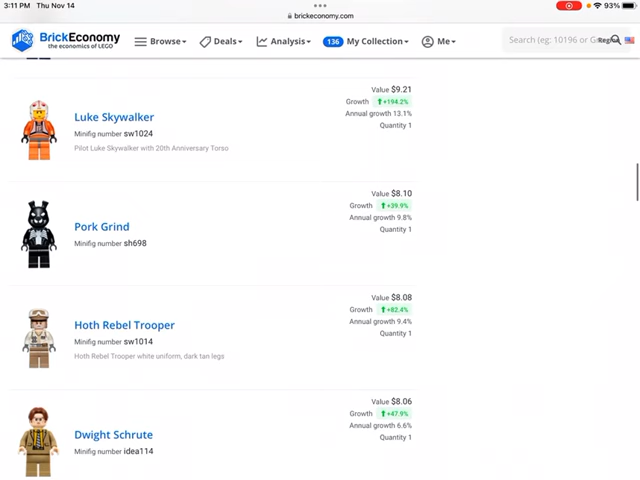 3:11 PM Thu Nov 14
93%
brickeconomy.com
BrickEconomy
the economics of LEGO
Browse
Deals
Analysis
136 My Collection
Me
Search (eg: 10196 or G
Value $9.21
Luke Skywalker
Growth +194.2%
Minifig number sw1024
Annual growth 13.1%
Pilot Luke Skywalker with 20th Anniversary Torso
Quantity 1
Value $8.10
Pork Grind
Growth +39.9%
Minifig number sh698
Annual growth 9.8%
Quantity 1
Value $8.08
Hoth Rebel Trooper
Growth +82.4%
Minifig number sw1014
Annual growth 9.4%
Hoth Rebel Trooper white uniform, dark tan legs
Quantity 1
Value $8.06
Dwight Schrute
Growth +47.9%
Minifig number idea114
Annual growth 6.6%
Quantity 1